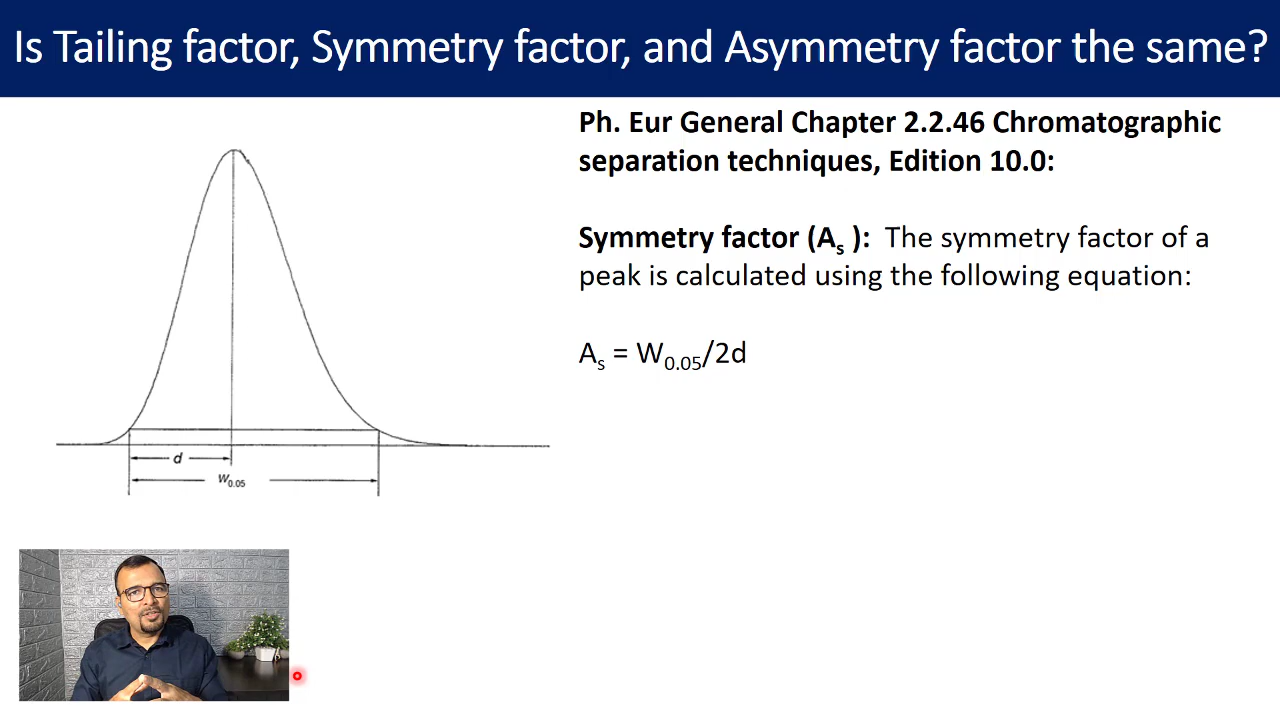 Is Tailing factor, Symmetry factor, and Asymmetry factor the same?
Ph. Eur General Chapter 2.2.46 Chromatographic
separation techniques, Edition 10.0:
Symmetry factor (As ): The symmetry factor of a
peak is calculated using the following equation:
As = W0.05/2d
d
W0.05